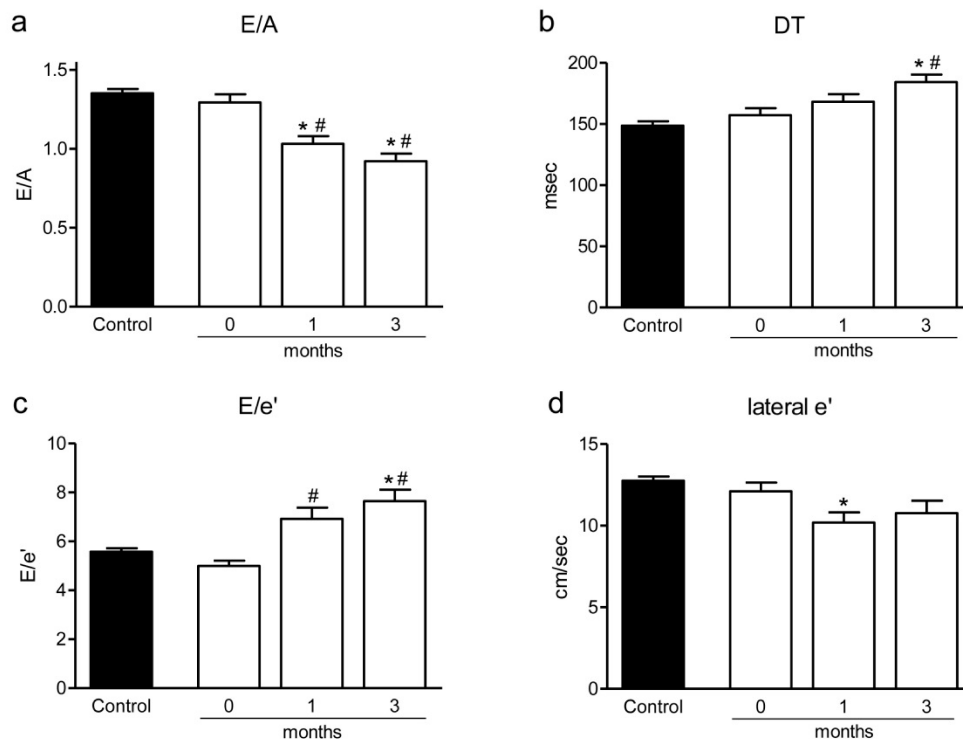 a
E/A
E/A
1.5
1.0
0.5
0.0
* #
* #
Control
0
1
3
months
b
DT
msec
200
150
100
50
0
* #
Control
0
1
3
months
c
E/e'
E/e'
10
8
6
4
2
0
#
* #
Control
0
1
3
months
d
lateral e'
cm/sec
15
10
5
0
*
Control
0
1
3
months